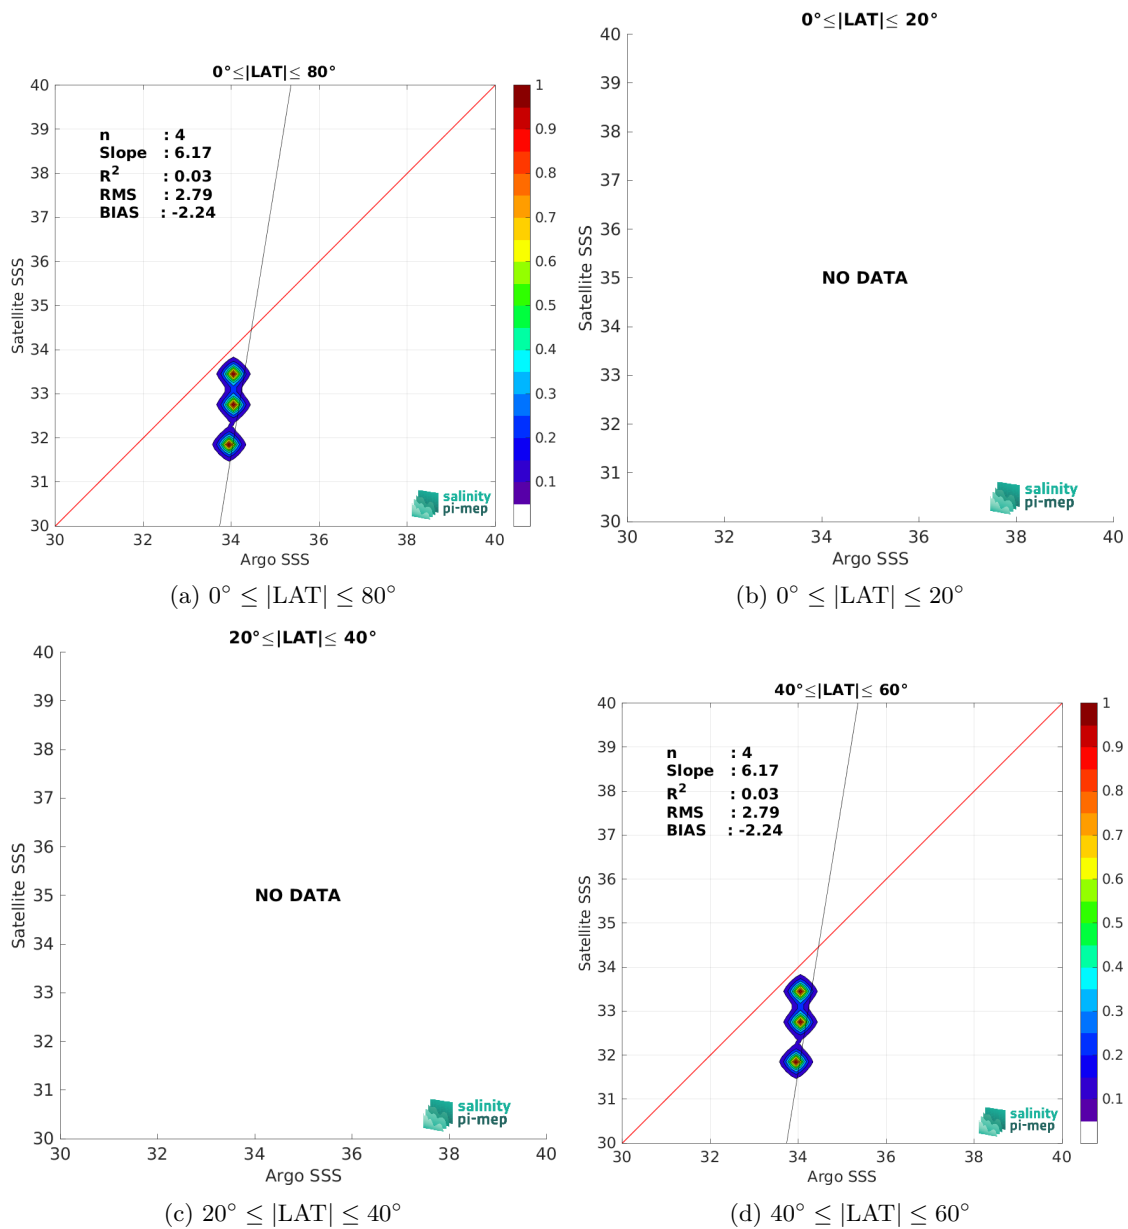 0°≤|LAT|≤ 80°
n : 4
Slope : 6.17
R² : 0.03
RMS : 2.79
BIAS : -2.24
40
39
38
37
36
35
34
33
32
31
30
Satellite SSS
30 32 34 36 38 40
Argo SSS
1
0.9
0.8
0.7
0.6
0.5
0.4
0.3
0.2
0.1
salinity
pi-mep
(a) 0° ≤ |LAT| ≤ 80°
0°≤|LAT|≤ 20°
40
39
38
37
36
35
34
33
32
31
30
Satellite SSS
NO DATA
30 32 34 36 38 40
Argo SSS
salinity
pi-mep
(b) 0° ≤ |LAT| ≤ 20°
20°≤|LAT|≤ 40°
40
39
38
37
36
35
34
33
32
31
30
Satellite SSS
NO DATA
30 32 34 36 38 40
Argo SSS
salinity
pi-mep
(c) 20° ≤ |LAT| ≤ 40°
40°≤|LAT|≤ 60°
n : 4
Slope : 6.17
R² : 0.03
RMS : 2.79
BIAS : -2.24
40
39
38
37
36
35
34
33
32
31
30
Satellite SSS
30 32 34 36 38 40
Argo SSS
1
0.9
0.8
0.7
0.6
0.5
0.4
0.3
0.2
0.1
salinity
pi-mep
(d) 40° ≤ |LAT| ≤ 60°